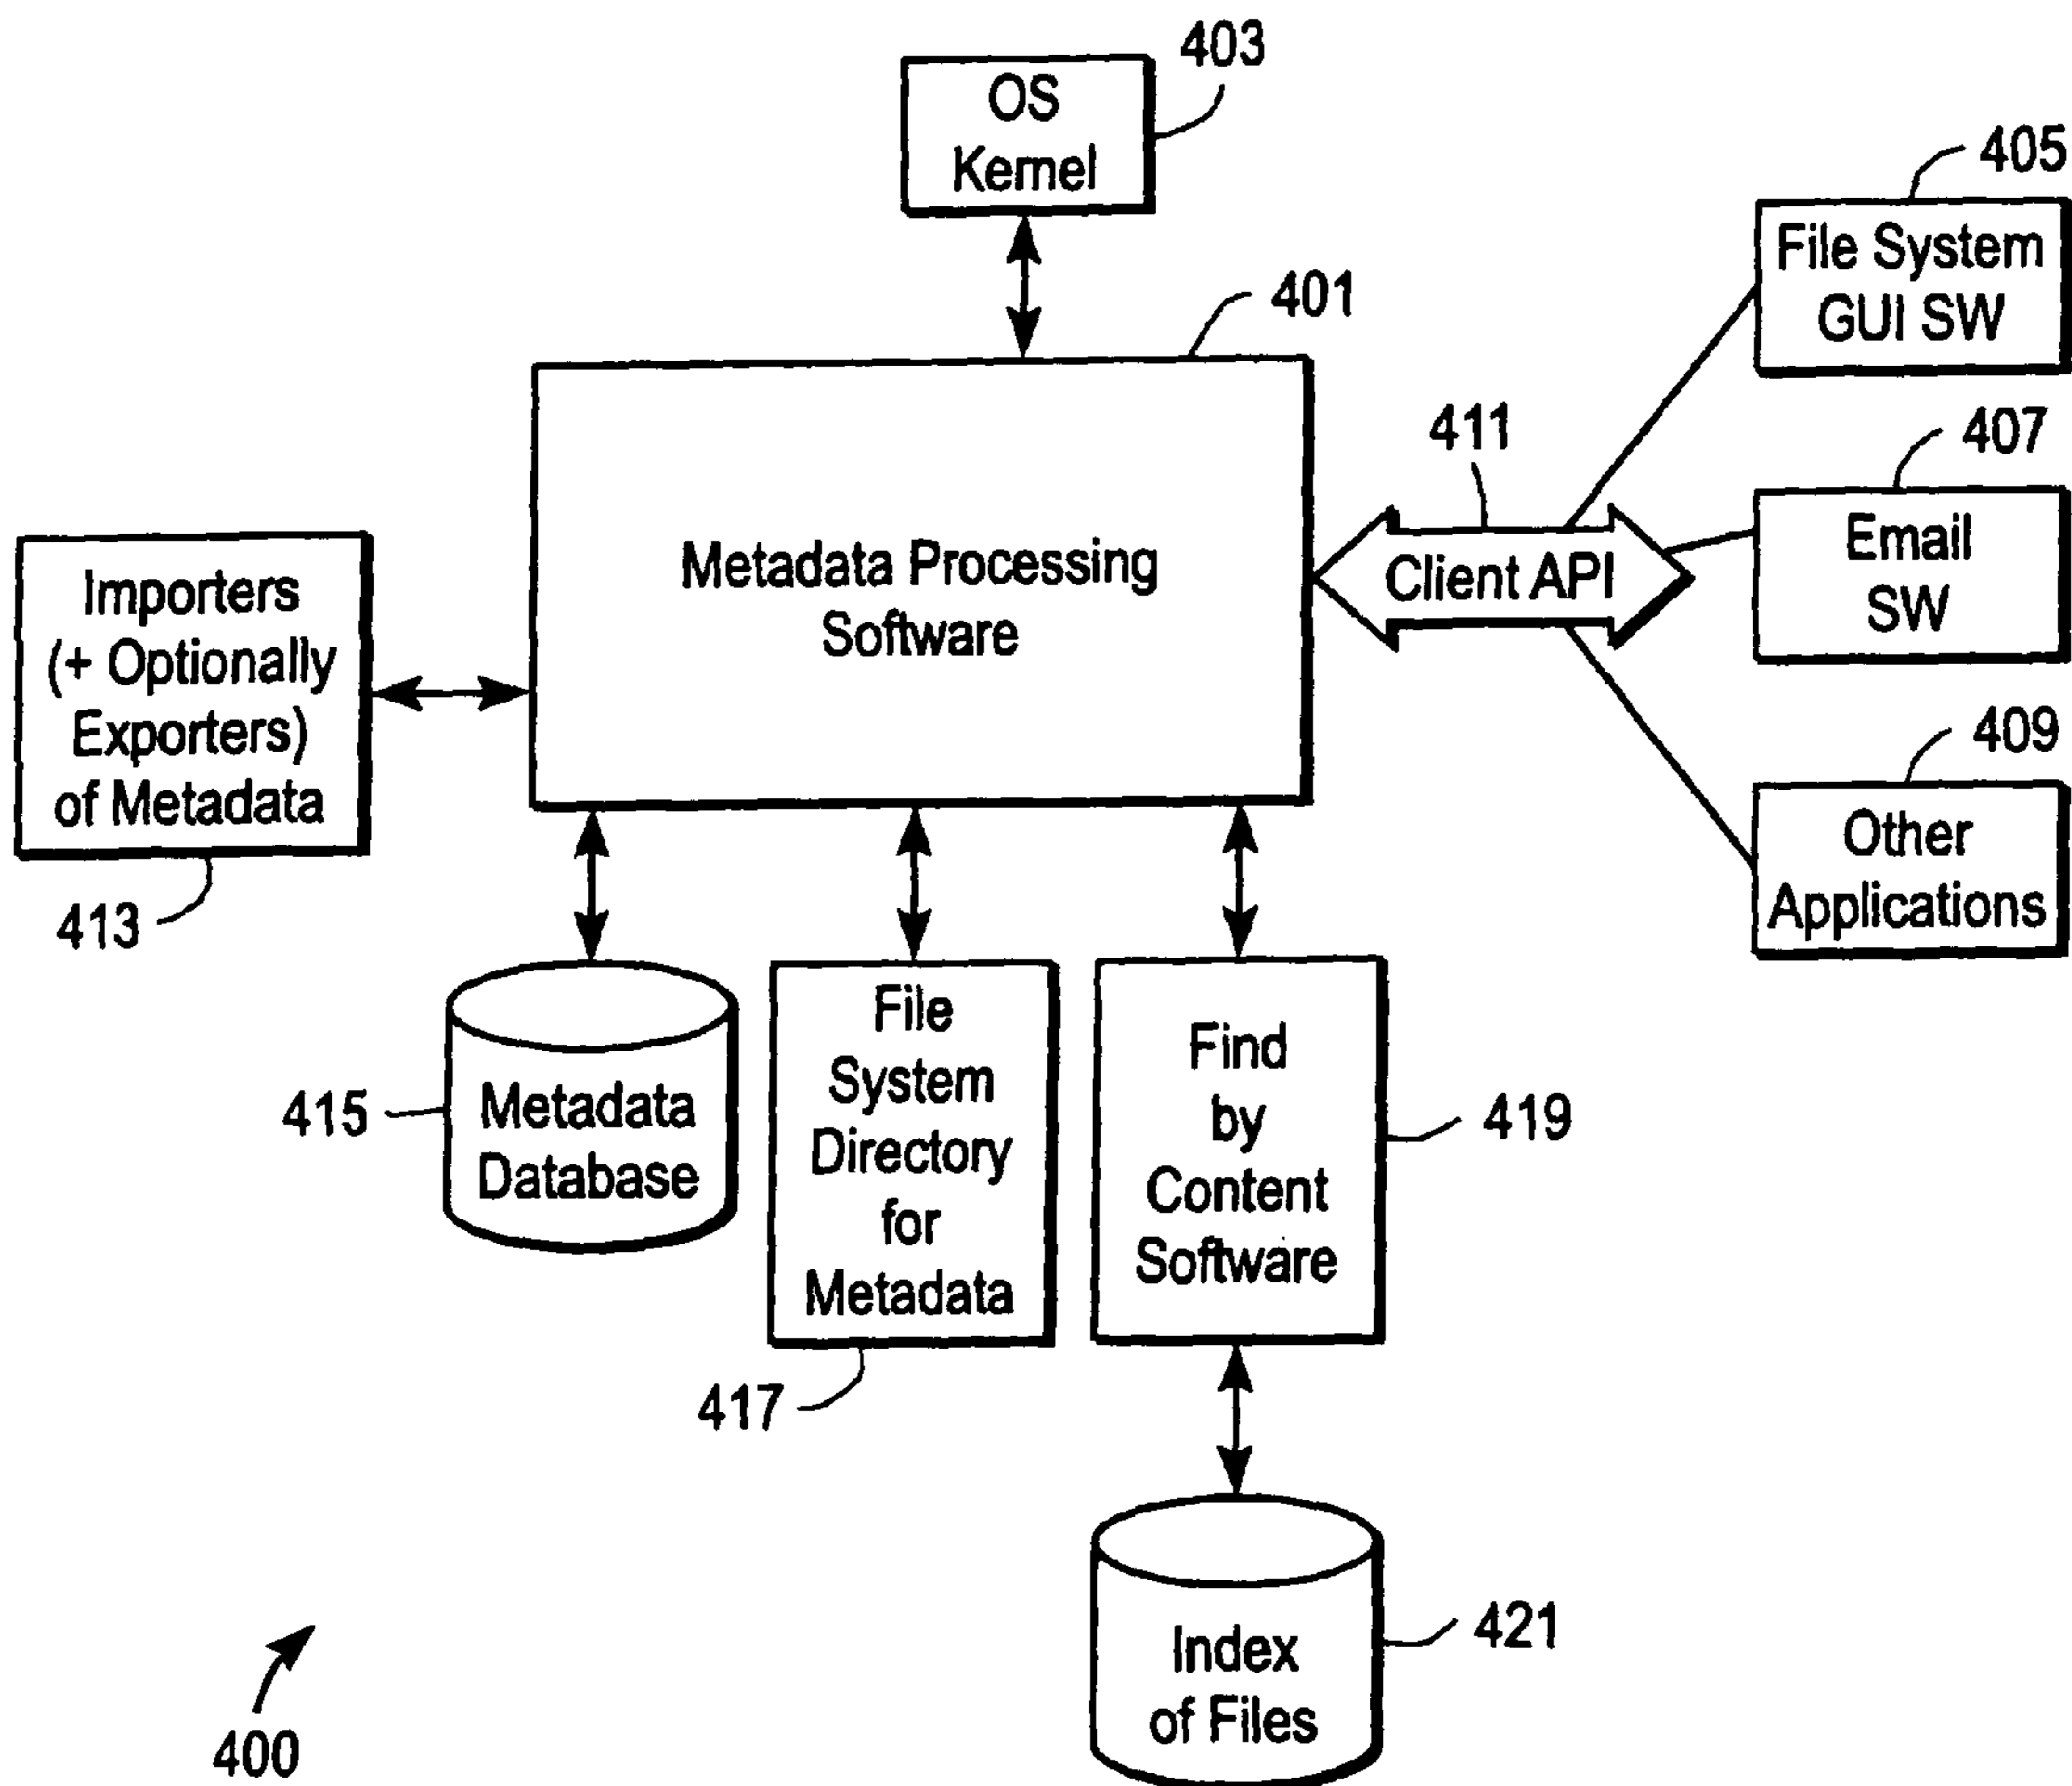 403
OS
Kernel
405
File System
GUI SW
401
411
407
Client API
Email
SW
Metadata Processing
Software
Importers
(+ Optionally
Exporters)
of Metadata
413
409
Other
Applications
415
Metadata
Database
File
System
Directory
for
Metadata
417
Find
by
Content
Software
419
421
Index
of Files
400